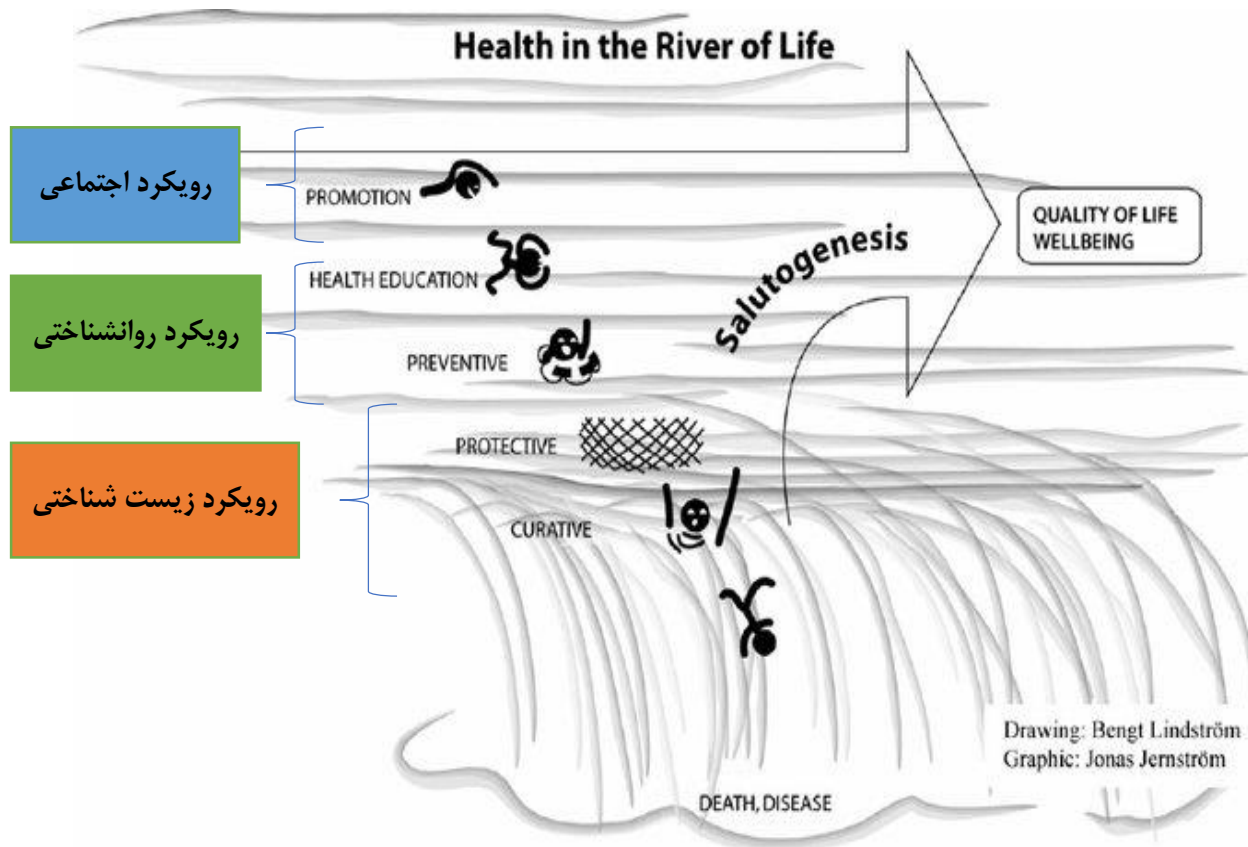 Health in the River of Life
رویکرد اجتماعی
PROMOTION
QUALITY OF LIFE
WELLBEING
Salutogenesis
HEALTH EDUCATION
رویکرد روانشناختی
PREVENTIVE
PROTECTIVE
رویکرد زیست شناختی
CURATIVE
Drawing: Bengt Lindström
Graphic: Jonas Jernström
DEATH, DISEASE